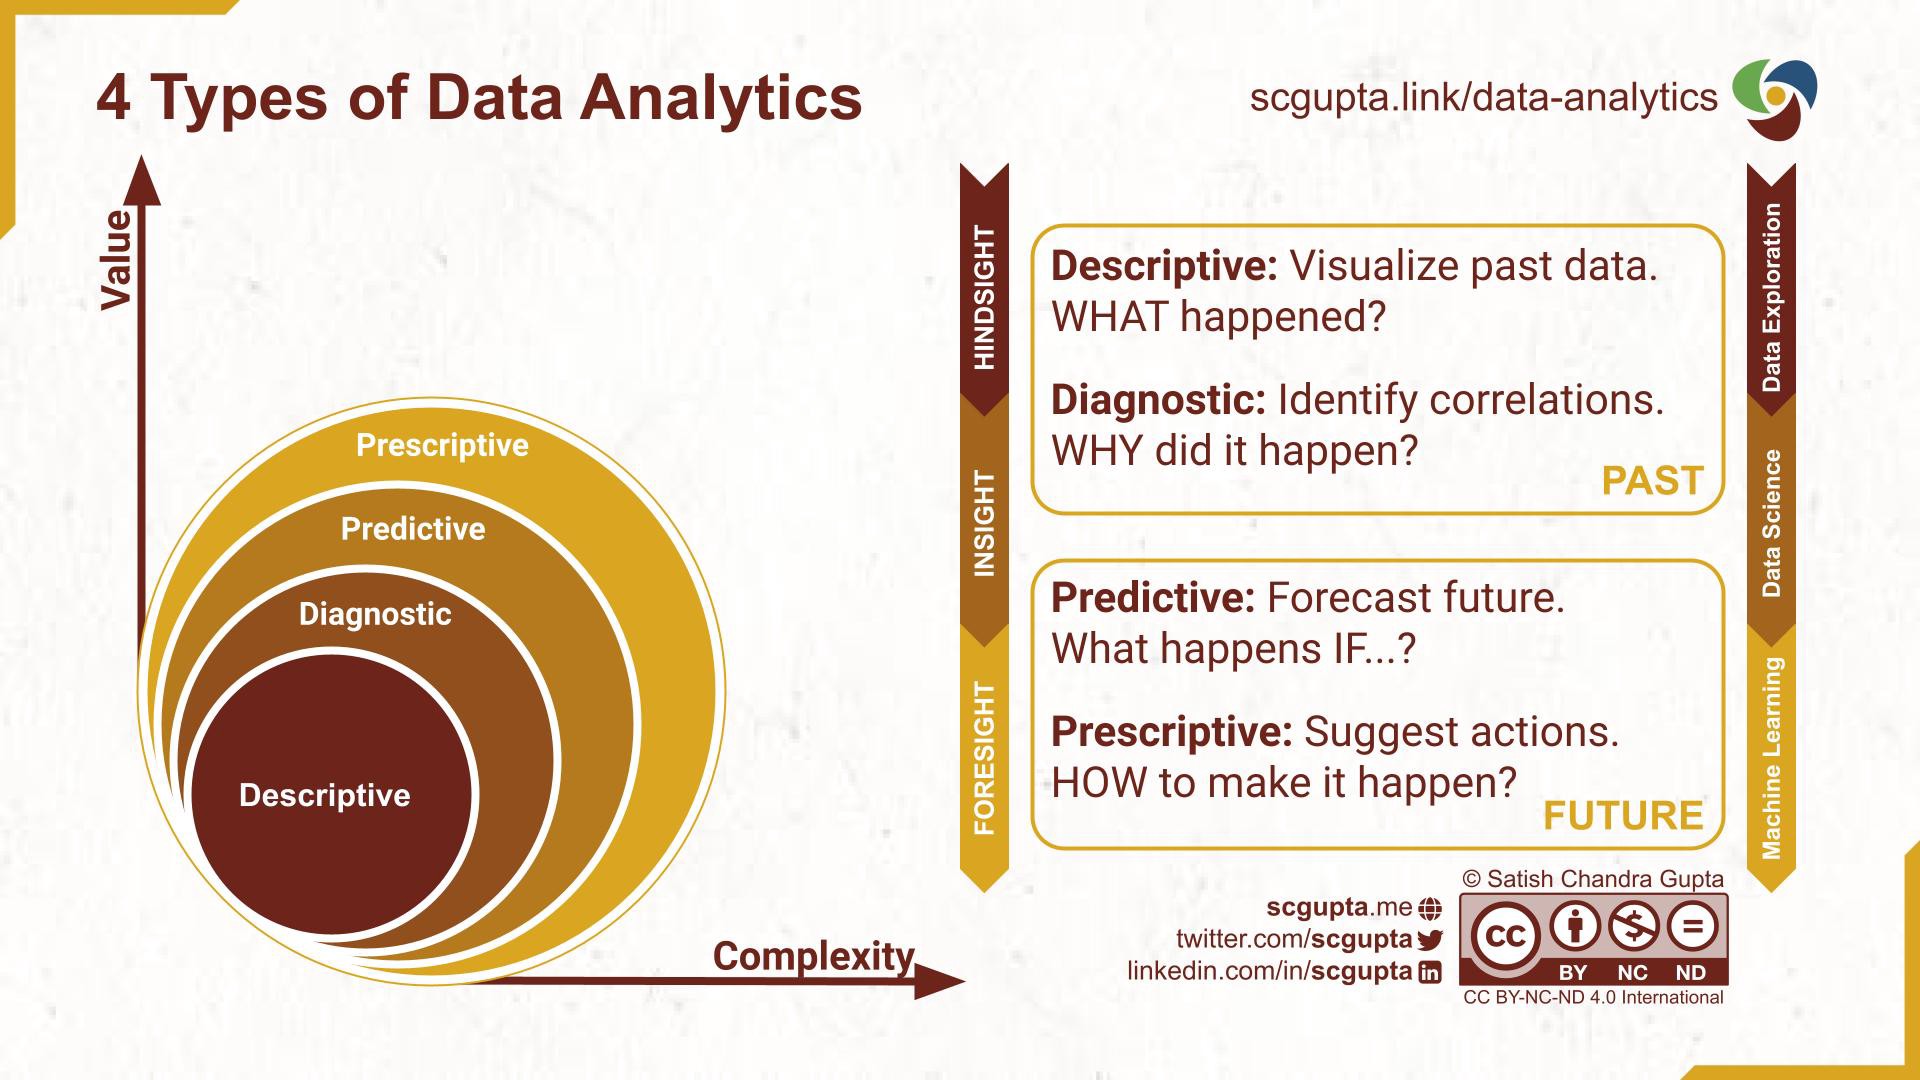 4 Types of Data Analytics
scgupta.link/data-analytics
Value
Prescriptive
Predictive
Diagnostic
Descriptive
Complexity
HINDSIGHT
INSIGHT
FORESIGHT
Descriptive: Visualize past data.
WHAT happened?
Diagnostic: Identify correlations.
WHY did it happen?
PAST
Predictive: Forecast future.
What happens IF...?
Prescriptive: Suggest actions.
HOW to make it happen?
FUTURE
Data Exploration
Data Science
Machine Learning
scgupta.me
twitter.com/scgupta
linkedin.com/in/scgupta
in
© Satish Chandra Gupta
cc
$
=
BY NC ND
CC BY-NC-ND 4.0 International